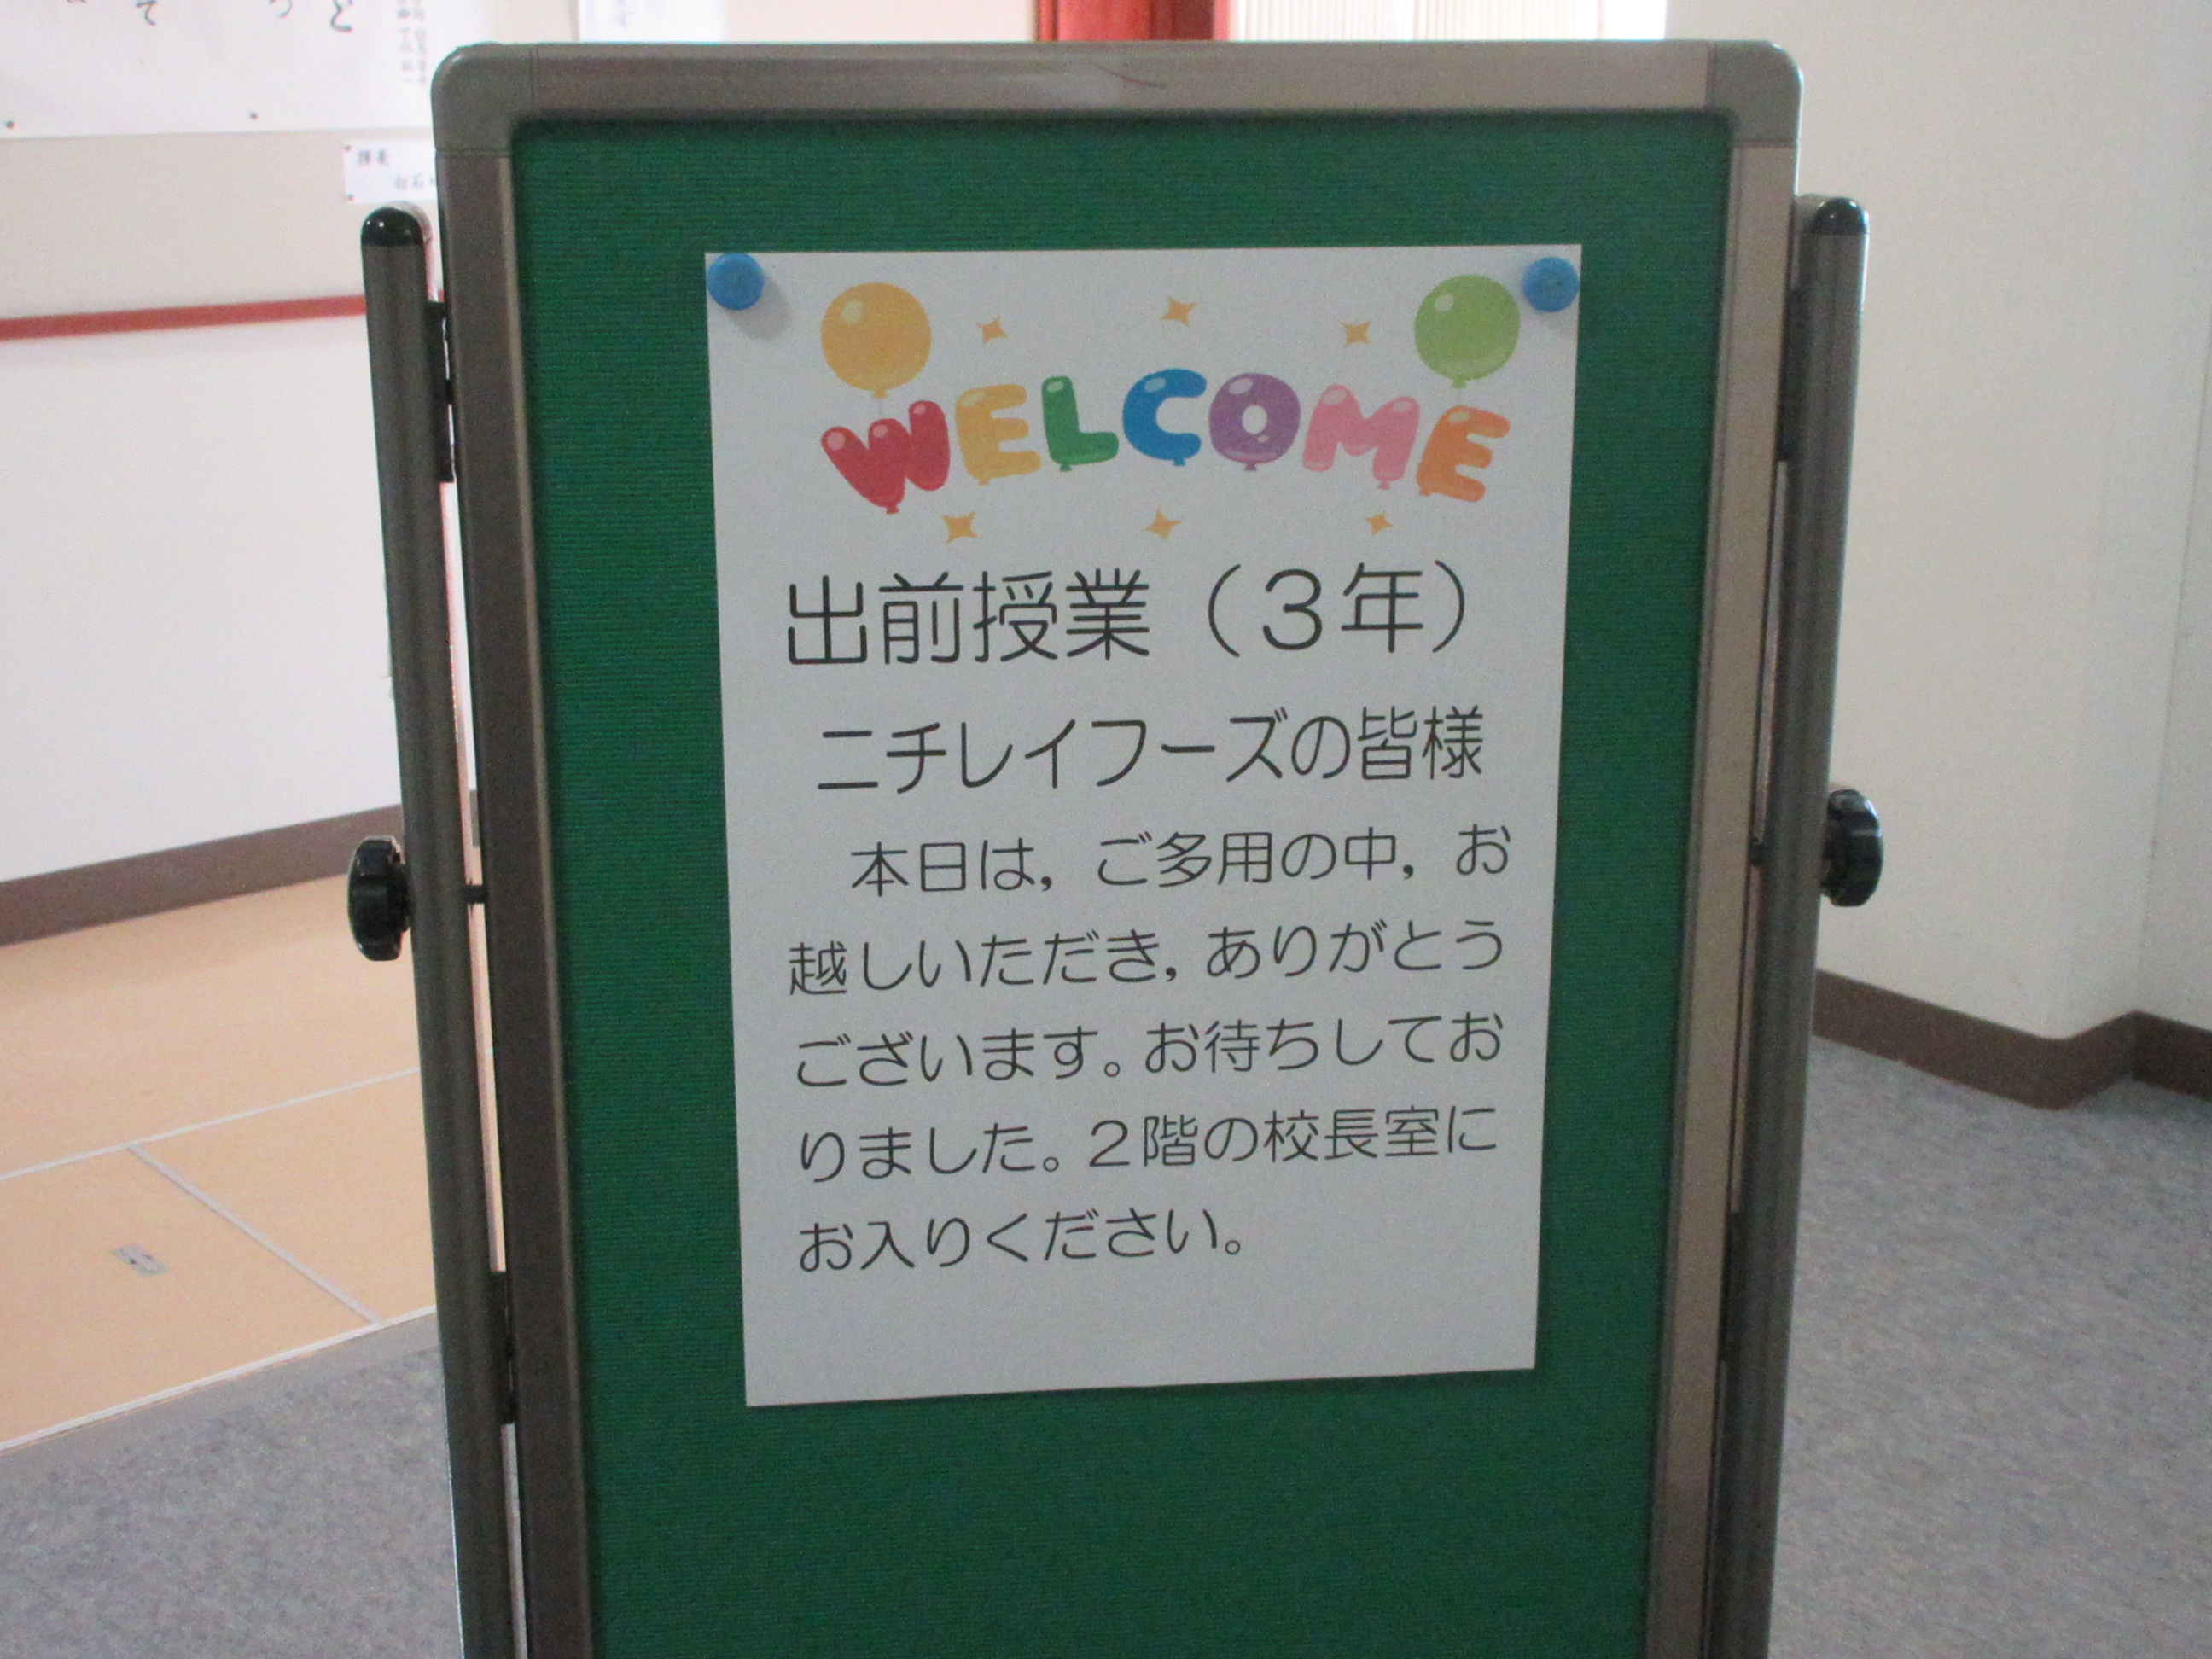 WELCOME
出前授業（３年）
ニチレイフーズの皆様
本日は，ご多用の中，お
越しいただき，ありがとう
ございます。お待ちしてお
りました。２階の校長室に
お入りください。